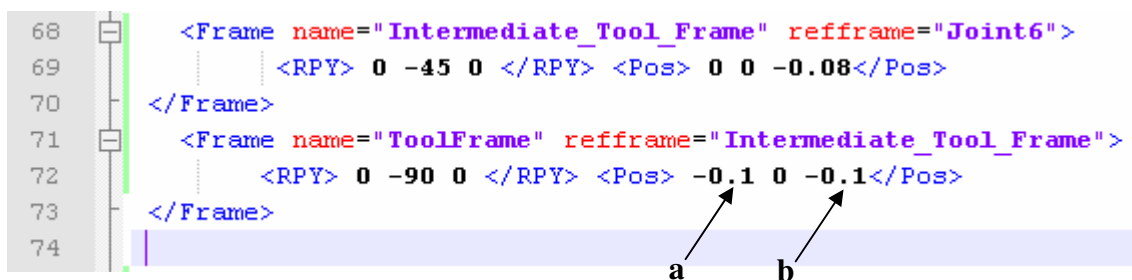 68 <Frame name="Intermediate_Tool_Frame" refframe="Joint6">
69 <RPY> 0 -45 0 </RPY> <Pos> 0 0 -0.08</Pos>
70 </Frame>
71 <Frame name="ToolFrame" refframe="Intermediate_Tool_Frame">
72 <RPY> 0 -90 0 </RPY> <Pos> -0.1 0 -0.1</Pos>
73 </Frame>
74
a b